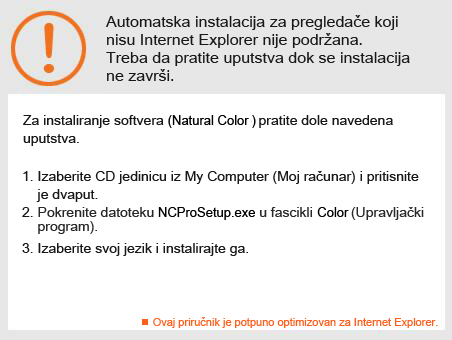 Automatska instalacija za pregledače koji
nisu Internet Explorer nije podržana.
Treba da pratite uputstva dok se instalacija
ne završi.
Za instaliranje softvera (Natural Color ) pratite dole navedena
uputstva.
1. Izaberite CD jedinicu iz My Computer (Moj računar) i pritisnite
je dvaput.
2. Pokrenite datoteku NCProSetup.exe u fascikli Color (Upravljački
program).
3. Izaberite svoj jezik i instalirajte ga.
Ovaj priručnik je potpuno optimizovan za Internet Explorer.